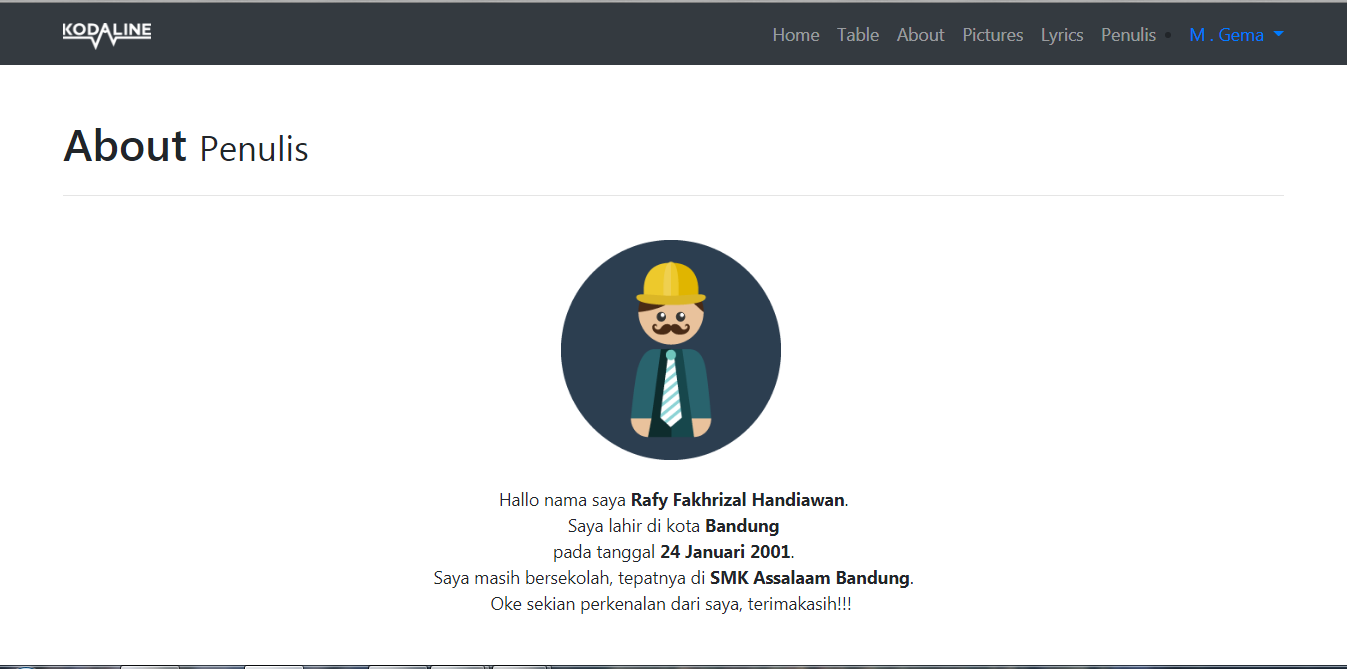 KODALINE
Home Table About Pictures Lyrics Penulis • M . Gema
About Penulis
Hallo nama saya Rafy Fakhrizal Handiawan.
Saya lahir di kota Bandung
pada tanggal 24 Januari 2001.
Saya masih bersekolah, tepatnya di SMK Assalaam Bandung.
Oke sekian perkenalan dari saya, terimakasih!!!